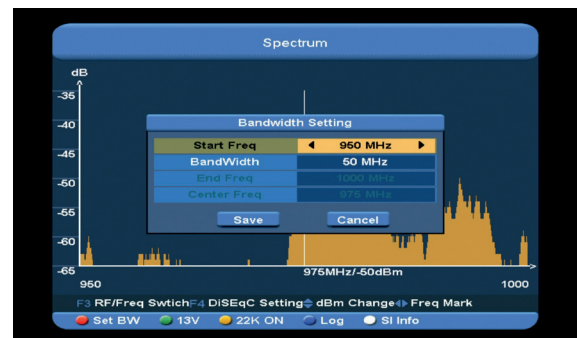 Spectrum
dB
-35
-40
-45
-50
-55
-60
-65
Bandwidth Setting
Start Freq 950 MHz
BandWidth 50 MHz
End Freq 1000 MHz
Center Freq 975 MHz
Save Cancel
975MHz/-50dBm
950 1000
F3 RF/Freq Swtich F4 DiSEqC Setting dBm Change Freq Mark
Set BW 13V 22K ON Log SI Info